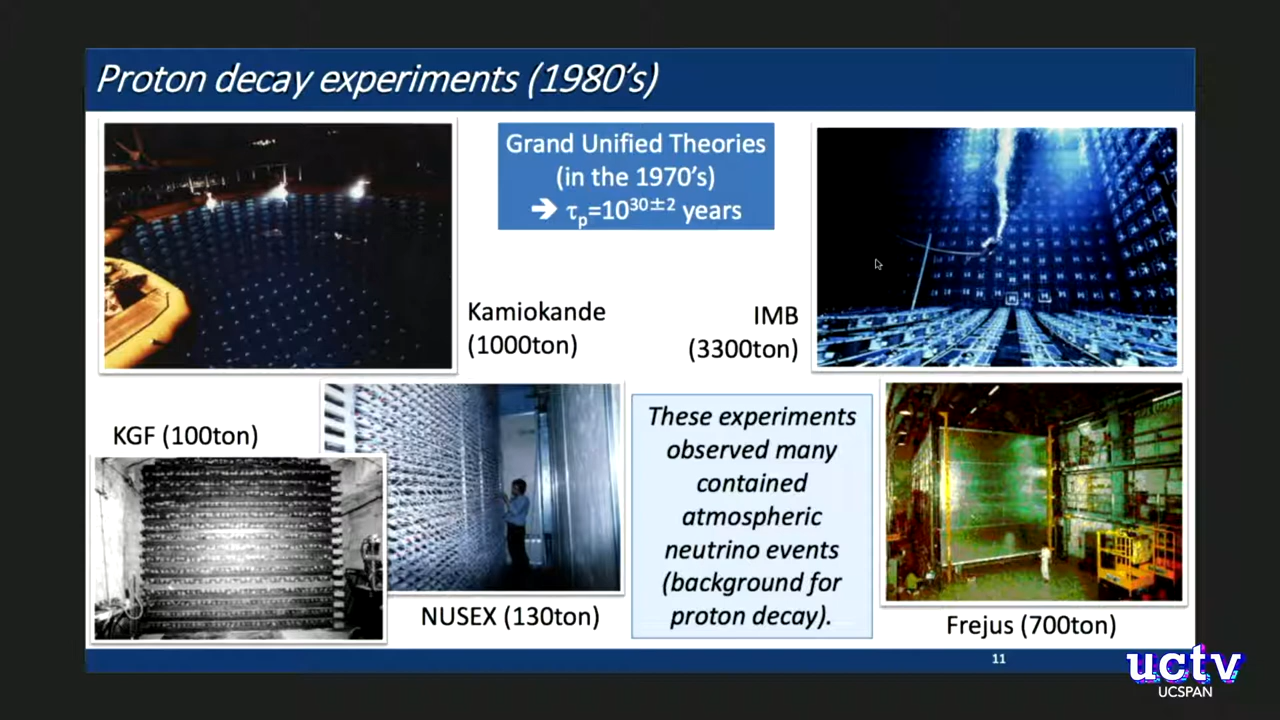 Proton decay experiments (1980's)
Grand Unified Theories
(in the 1970's)
➔ τp=10³⁰±² years
Kamiokande
(1000ton)
IMB
(3300ton)
KGF (100ton)
NUSEX (130ton)
These experiments
observed many
contained
atmospheric
neutrino events
(background for
proton decay).
Frejus (700ton)
11
uctv
UCSPAN